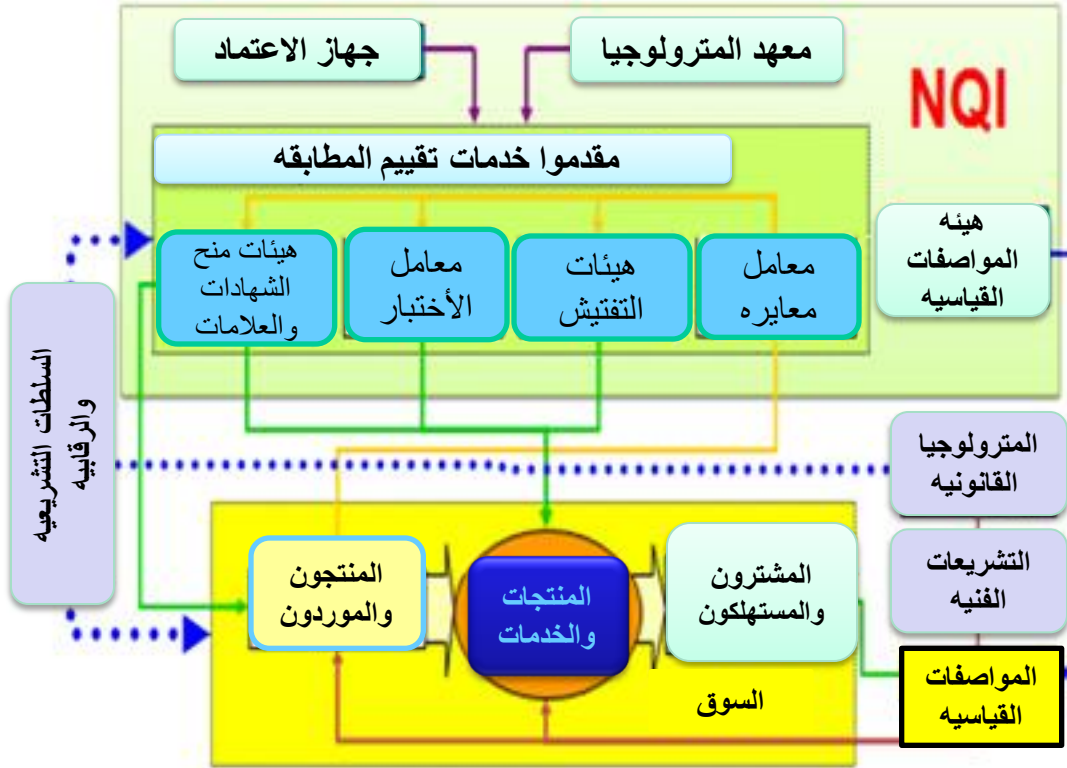 معهد المترولوجيا
جهاز الاعتماد
NQI
مقدموا خدمات تقييم المطابقه
هيئه
المواصفات
القياسيه
معامل
معايره
هيئات
التفتيش
معامل
الأختبار
هيئات منح
الشهادات
والعلامات
السلطات التشريعيه
والرقابيه
المترولوجيا
القانونيه
التشريعات
الفنيه
المواصفات
القياسيه
المشترون
والمستهلكون
المنتجات
والخدمات
المنتجون
والموردون
السوق